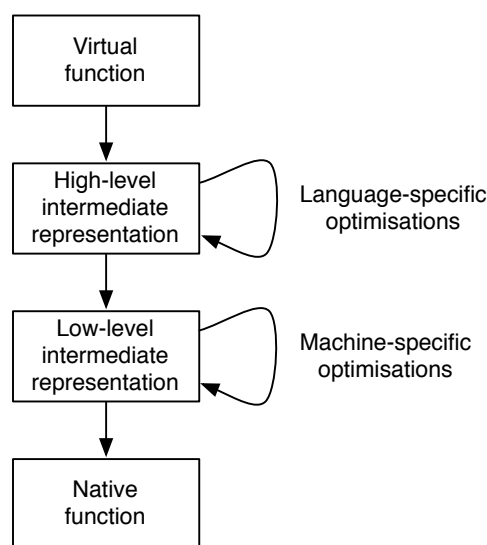 Virtual
function
High-level
intermediate
representation
Language-specific
optimisations
Low-level
intermediate
representation
Machine-specific
optimisations
Native
function